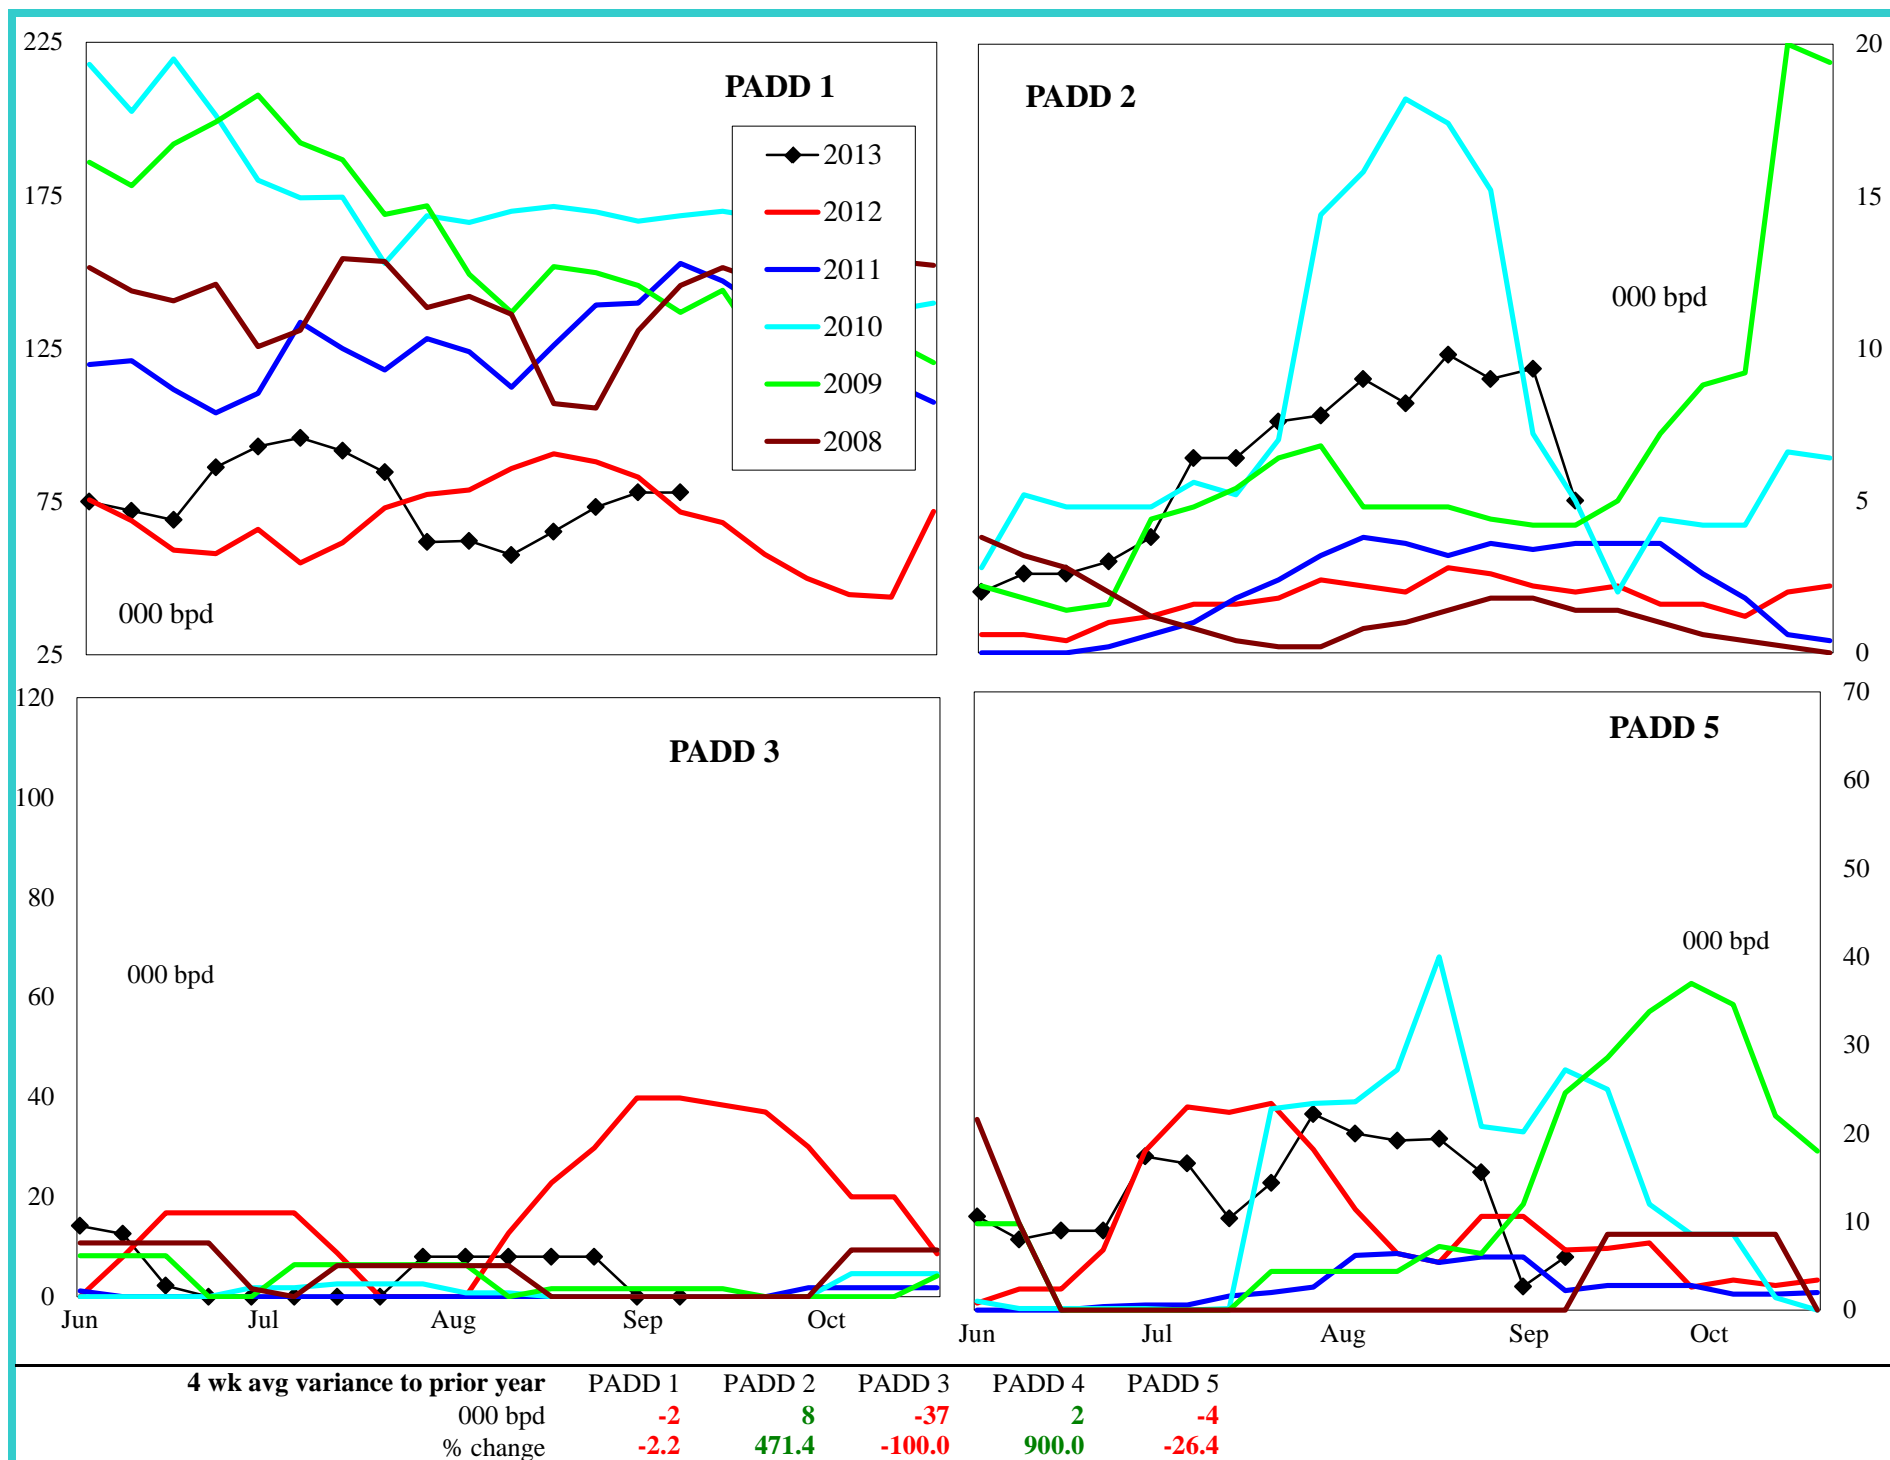 PADD 1
225
175
125
75
25
000 bpd
2013
2012
2011
2010
2009
2008
PADD 2
20
15
10
5
0
000 bpd
PADD 3
120
100
80
60
40
20
0
000 bpd
Jun Jul Aug Sep Oct
PADD 5
70
60
50
40
30
20
10
0
000 bpd
Jun Jul Aug Sep Oct
4 wk avg variance to prior year PADD 1 PADD 2 PADD 3 PADD 4 PADD 5
000 bpd -2 8 -37 2 -4
% change -2.2 471.4 -100.0 900.0 -26.4